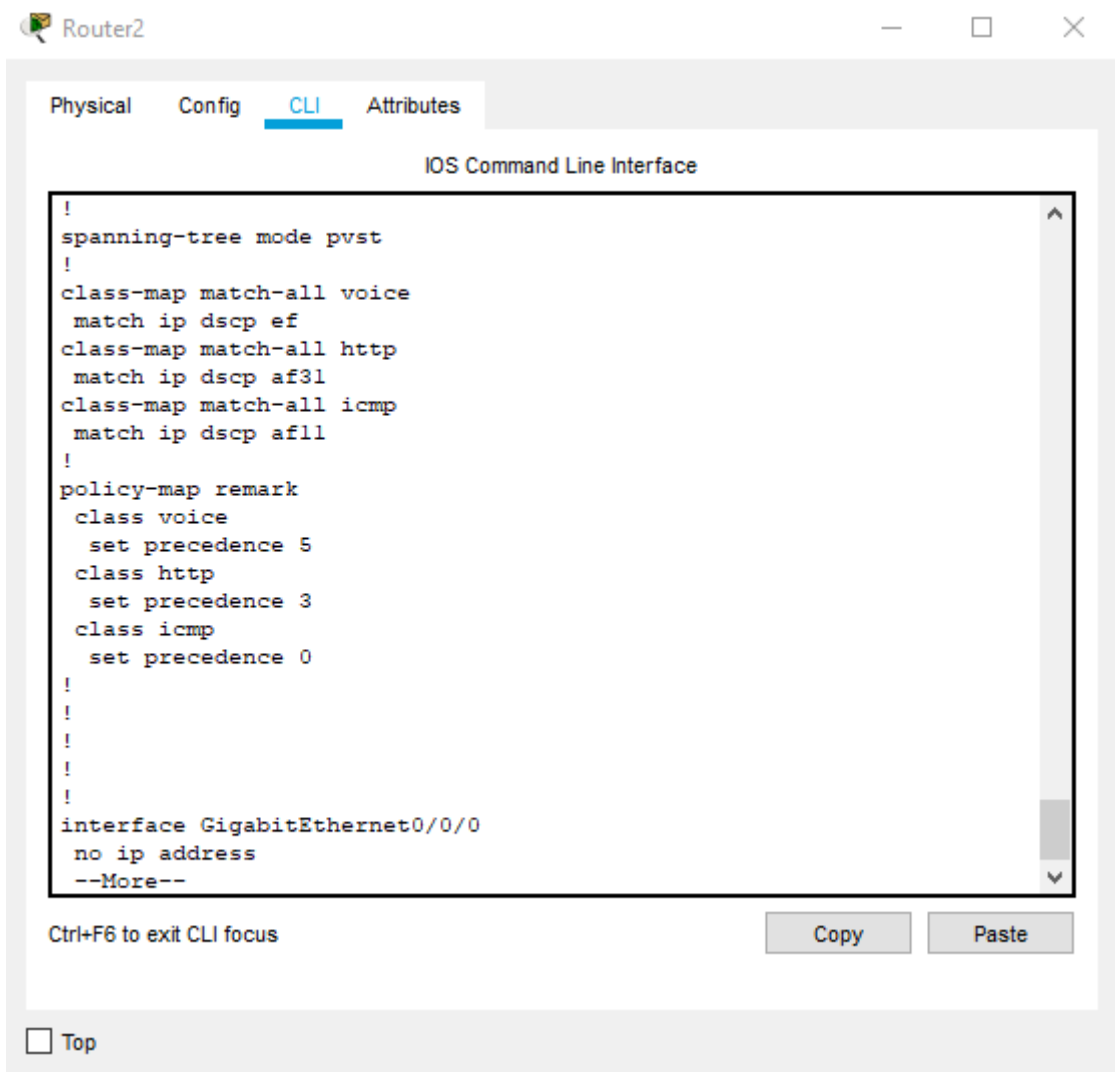 Router2
Physical Config CLI Attributes
IOS Command Line Interface
!
spanning-tree mode pvst
!
class-map match-all voice
match ip dscp ef
class-map match-all http
match ip dscp af31
class-map match-all icmp
match ip dscp af11
!
policy-map remark
class voice
set precedence 5
class http
set precedence 3
class icmp
set precedence 0
!
!
!
!
!
interface GigabitEthernet0/0/0
no ip address
--More--
Ctrl+F6 to exit CLI focus
Copy Paste
Top